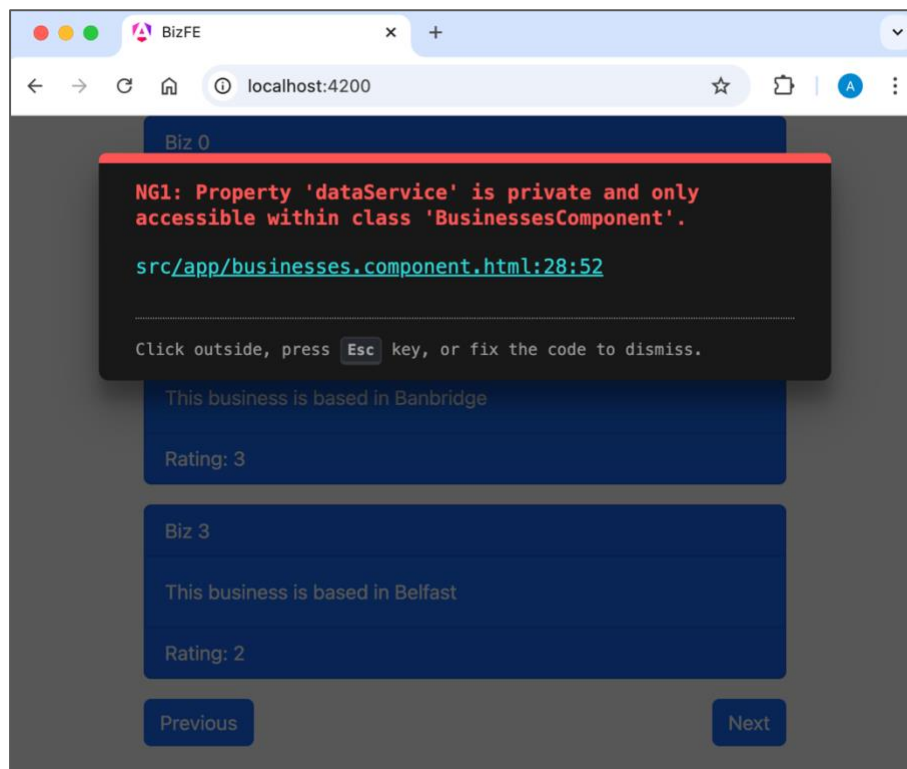 BizFE
localhost:4200
A
Biz 0
NG1: Property 'dataService' is private and only
accessible within class 'BusinessesComponent'.
src/app/businesses.component.html:28:52
Click outside, press Esc key, or fix the code to dismiss.
This business is based in Banbridge
Rating: 3
Biz 3
This business is based in Belfast
Rating: 2
Previous
Next